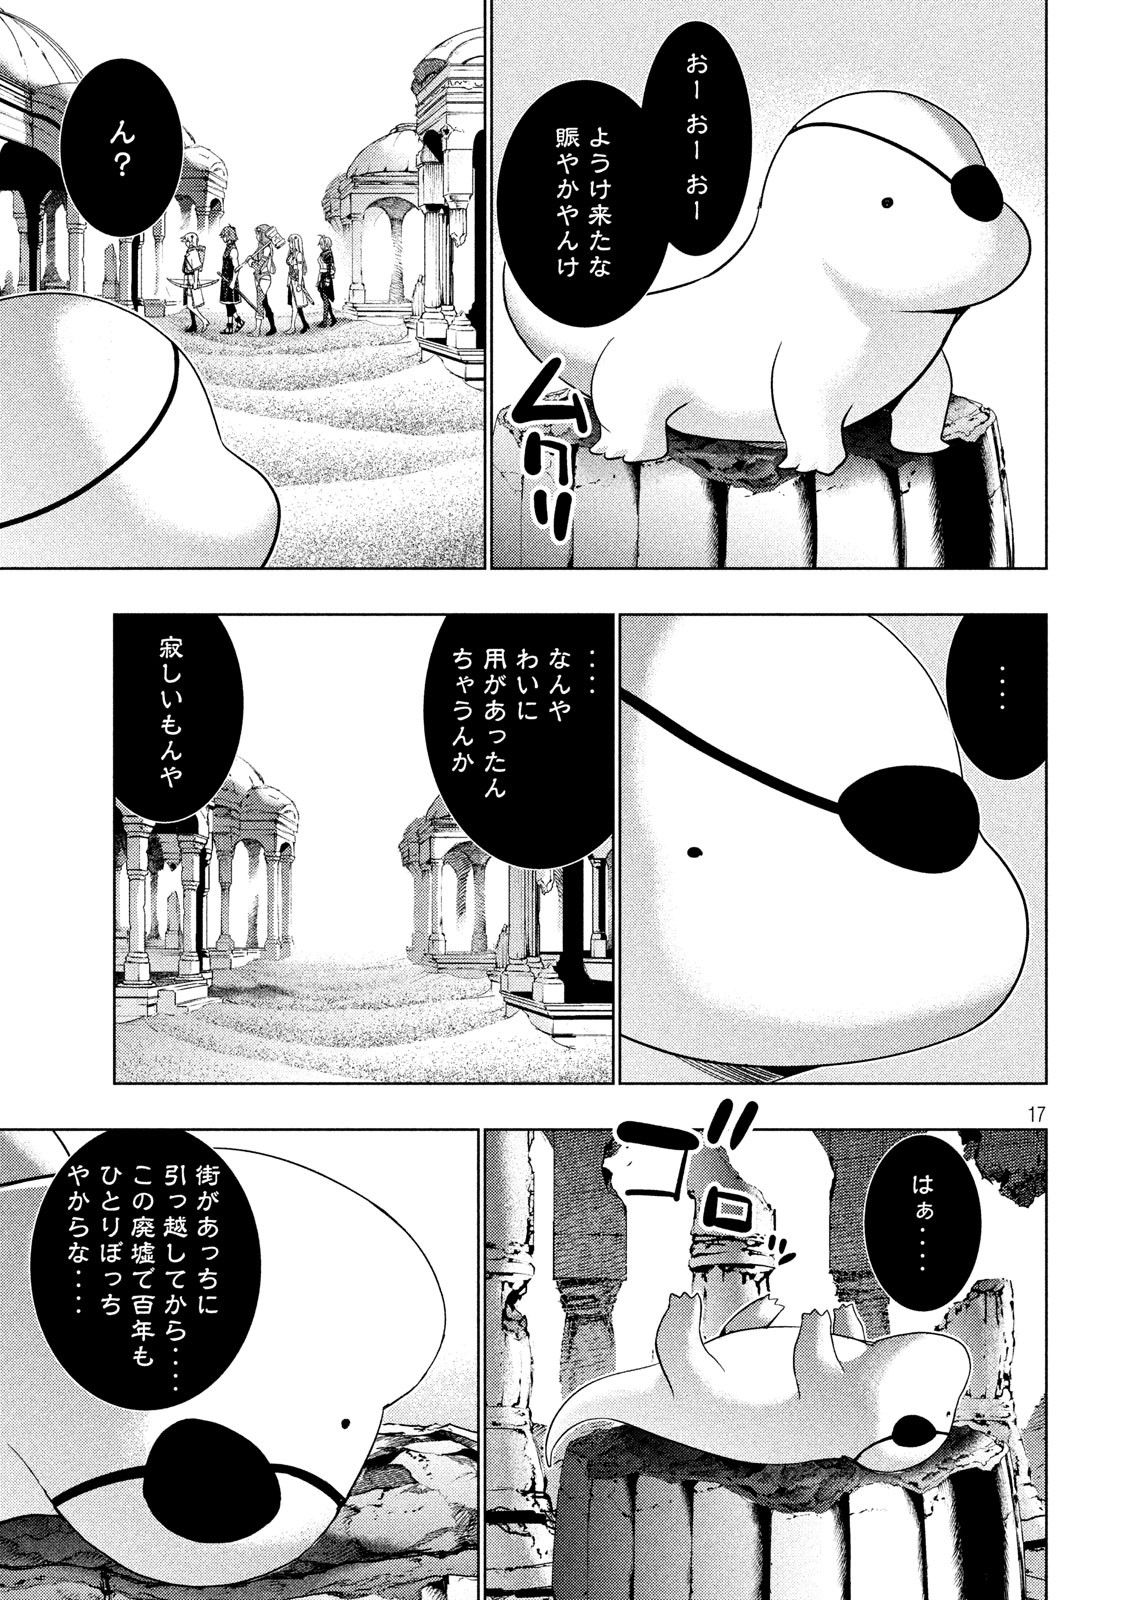 おーおーおー
ようけ来たな
賑やかやんけ
ムクッ
ん?
‥‥
‥‥
なんや
わいに
用があったん
ちゃうんか
寂しいもんや
17
はぁ‥‥
ゴロ
街があっちに
引っ越してから‥‥
この廃墟で百年も
ひとりぼっち
やからな‥‥